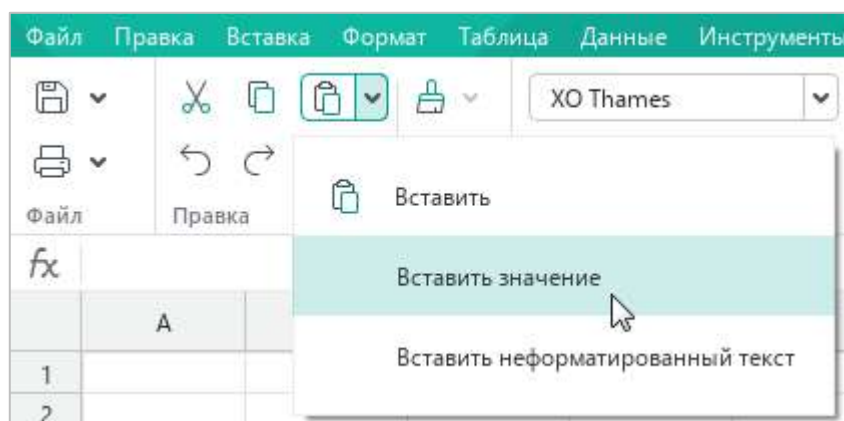 Файл Правка Вставка Формат Таблица Данные Инструменты
XO Thames
Файл Правка
Вставить
Вставить значение
Вставить неформатированный текст
fx
A
1
2